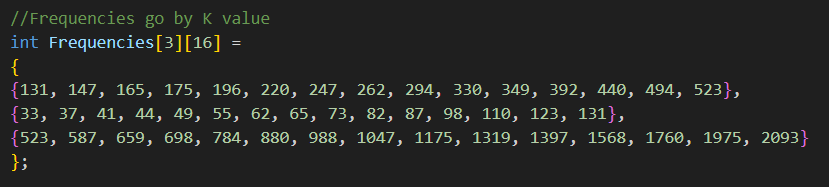 //Frequencies go by K value
int Frequencies[3][16] =
{
{131, 147, 165, 175, 196, 220, 247, 262, 294, 330, 349, 392, 440, 494, 523},
{33, 37, 41, 44, 49, 55, 62, 65, 73, 82, 87, 98, 110, 123, 131},
{523, 587, 659, 698, 784, 880, 988, 1047, 1175, 1319, 1397, 1568, 1760, 1975, 2093}
};